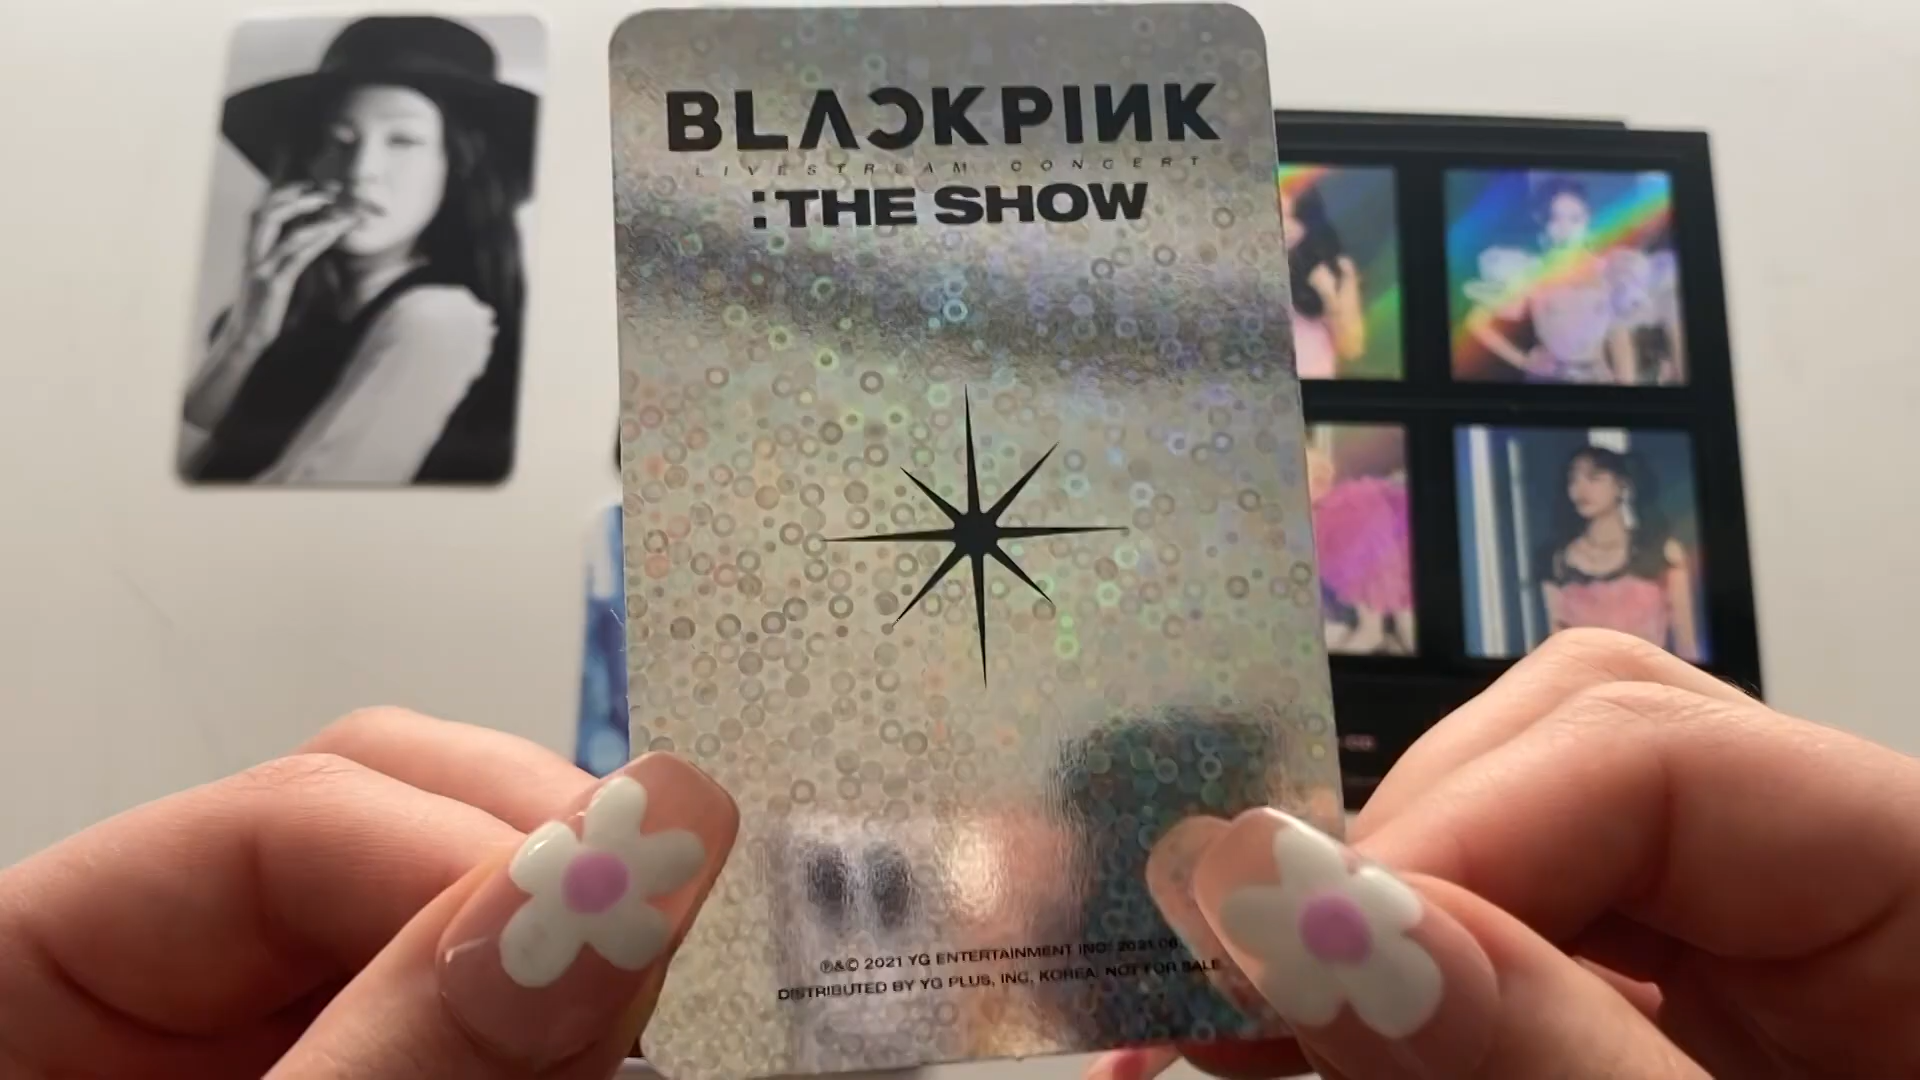 BLACKPINK
LIVESTREAM CONCERT
:THE SHOW
℗&© 2021 YG ENTERTAINMENT INC. 2021.06.
DISTRIBUTED BY YG PLUS, INC, KOREA. NOT FOR SALE